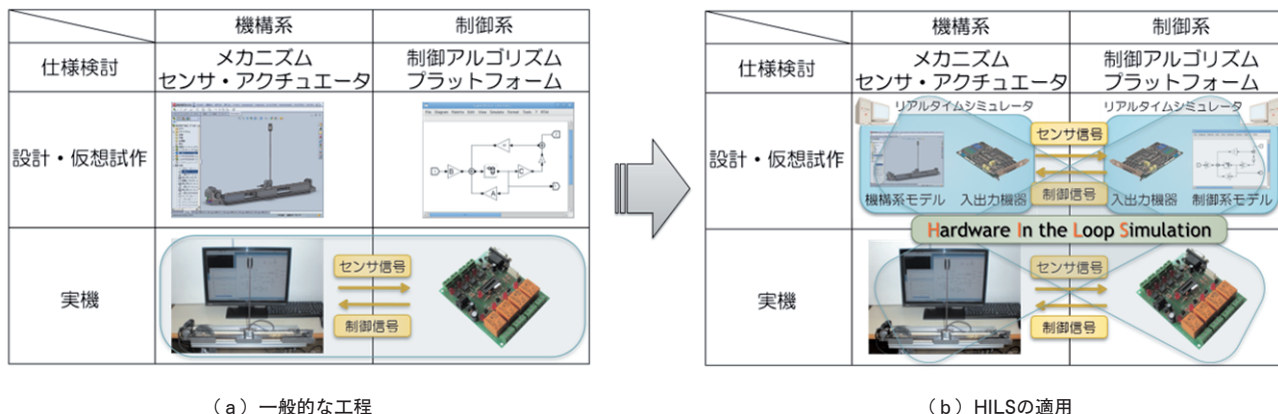 機構系
制御系
仕様検討
メカニズム
センサ・アクチュエータ
制御アルゴリズム
プラットフォーム
設計・仮想試作
実機
センサ信号
制御信号
(a) 一般的な工程
機構系
制御系
仕様検討
メカニズム
センサ・アクチュエータ
制御アルゴリズム
プラットフォーム
設計・仮想試作
リアルタイムシミュレータ
リアルタイムシミュレータ
センサ信号
制御信号
機構系モデル
入出力機器
入出力機器
制御系モデル
Hardware In the Loop Simulation
実機
センサ信号
制御信号
(b) HILSの適用